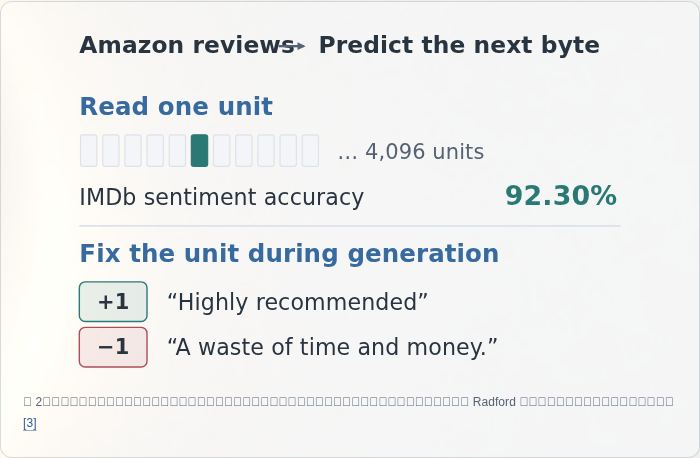 Amazon reviews → Predict the next byte
Read one unit
... 4,096 units
IMDb sentiment accuracy 92.30%
Fix the unit during generation
+1 “Highly recommended”
−1 “A waste of time and money.”
2 Radford
[3]